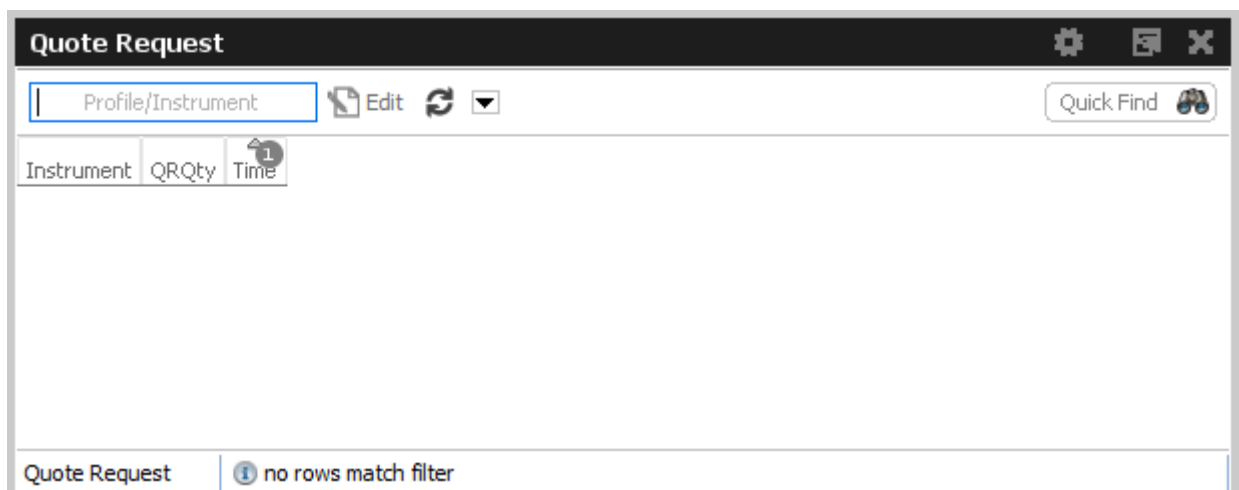 Quote Request
Profile/Instrument Edit Quick Find
Instrument QRQty Time 1
Quote Request no rows match filter